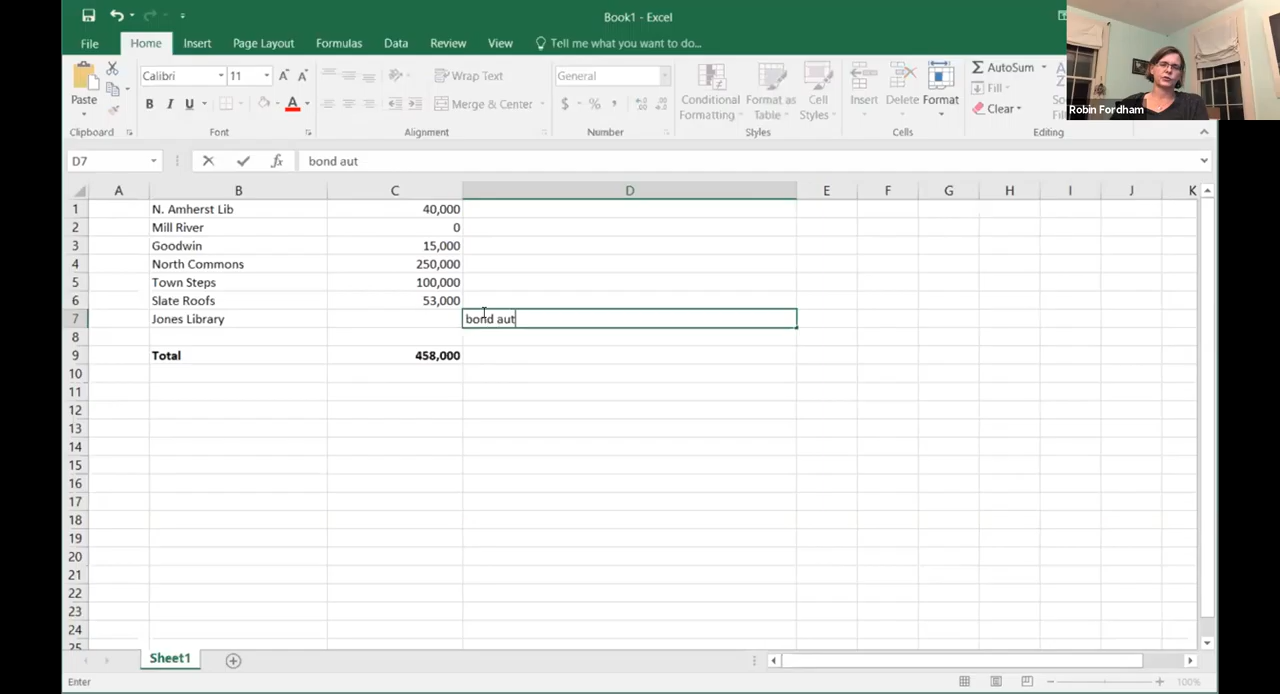 Book1 - Excel
File Home Insert Page Layout Formulas Data Review View Tell me what you want to do...
Robin Fordham
Paste
Calibri 11 A A
B I U A
Wrap Text
Merge & Center
General
$ % ,
Conditional Formatting
Format as Table
Cell Styles
Insert Delete Format
AutoSum
Fill
Clear
Clipboard Font Alignment Number Styles Cells Editing
D7 fx bond aut
A B C D E F G H I J K
1 N. Amherst Lib 40,000
2 Mill River 0
3 Goodwin 15,000
4 North Commons 250,000
5 Town Steps 100,000
6 Slate Roofs 53,000
7 Jones Library bond aut
8
9 Total 458,000
10
11
12
13
14
15
16
17
18
19
20
21
22
23
24
25
Sheet1
Enter 100%